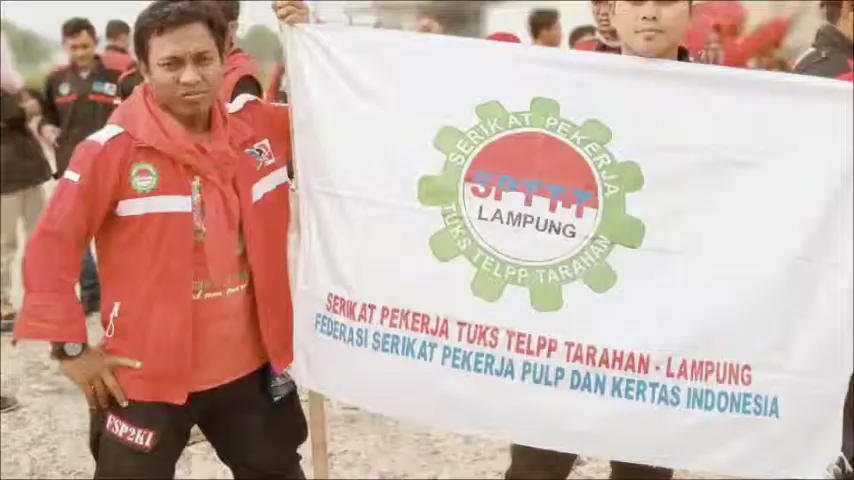 SERIKAT PEKERJA
SPTTT
LAMPUNG
TUKS TELPP TARAHAN
SERIKAT PEKERJA TUKS TELPP TARAHAN - LAMPUNG
FEDERASI SERIKAT PEKERJA PULP DAN KERTAS INDONESIA
FSP2KI